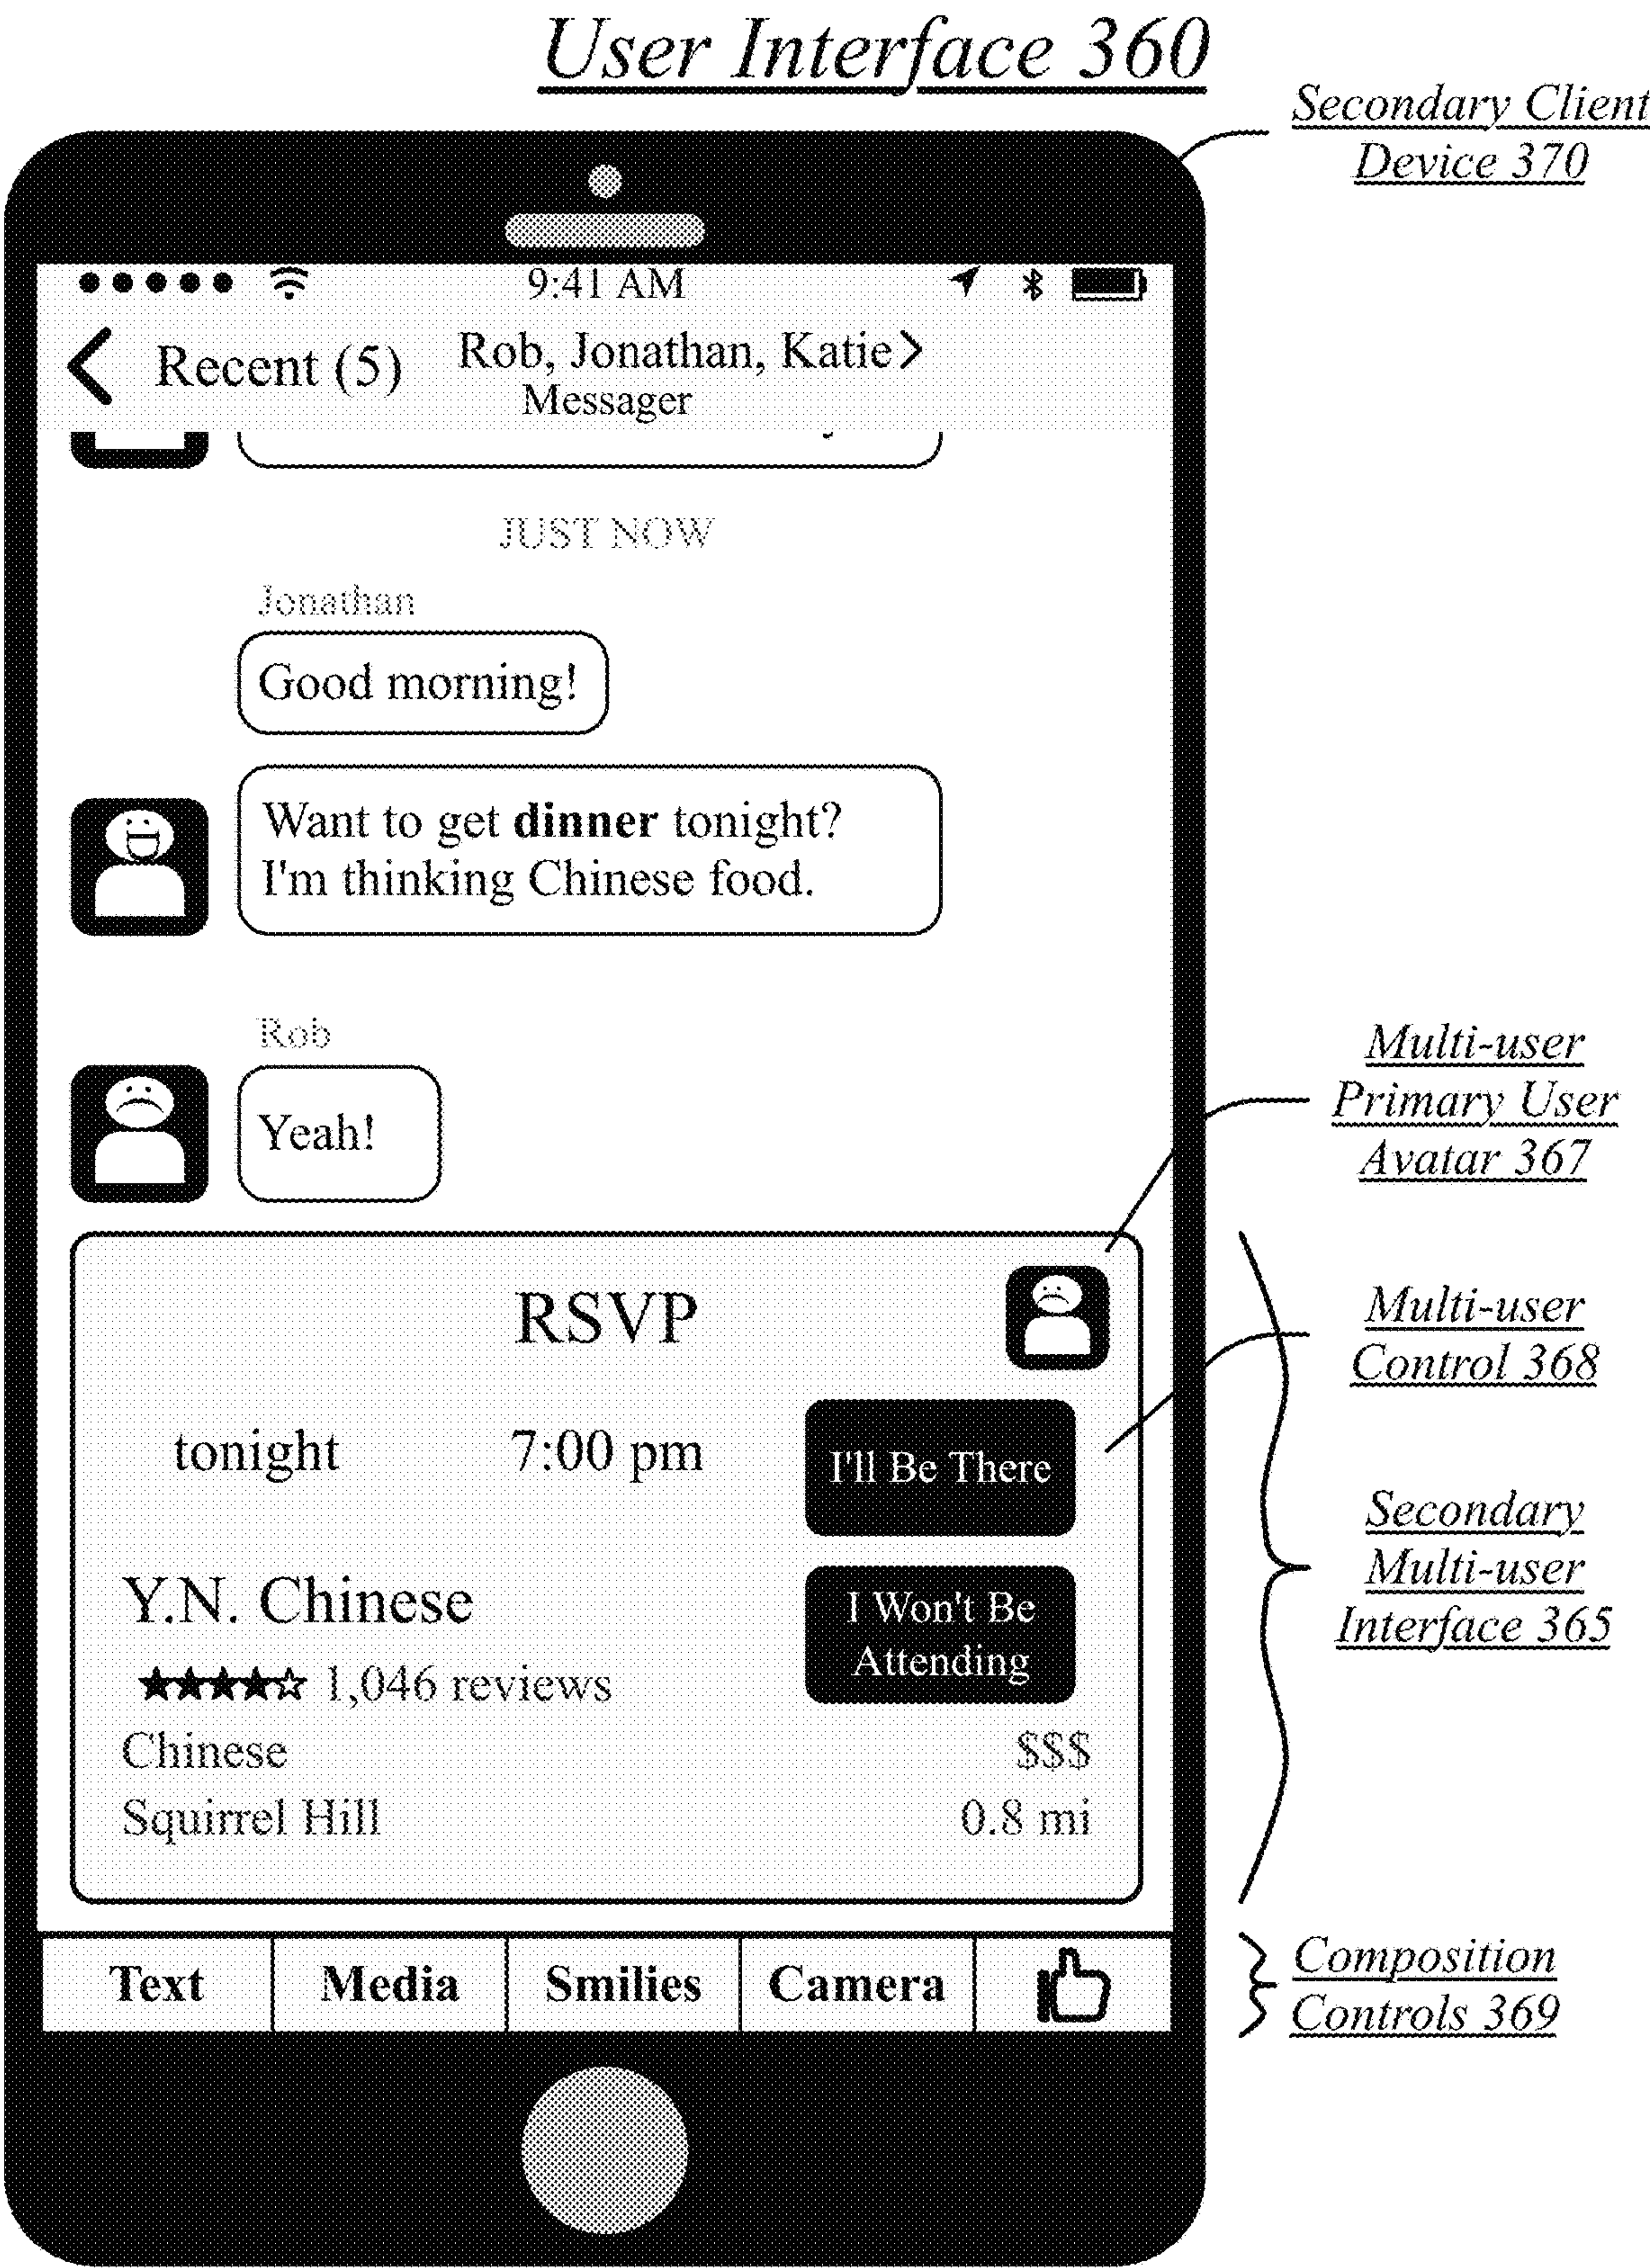 User Interface 360
Secondary Client
Device 370
9:41 AM
Recent (5)
Rob, Jonathan, Katie
Messager
JUST NOW
Jonathan
Good morning!
Want to get dinner tonight?
I'm thinking Chinese food.
Rob
Yeah!
Multi-user
Primary User
Avatar 367
RSVP
Multi-user
Control 368
tonight 7:00 pm
I'll Be There
Secondary
Multi-user
Interface 365
Y.N. Chinese
I Won't Be
Attending
1,046 reviews
Chinese $$$
Squirrel Hill 0.8 mi
Text Media Smilies Camera
Composition
Controls 369